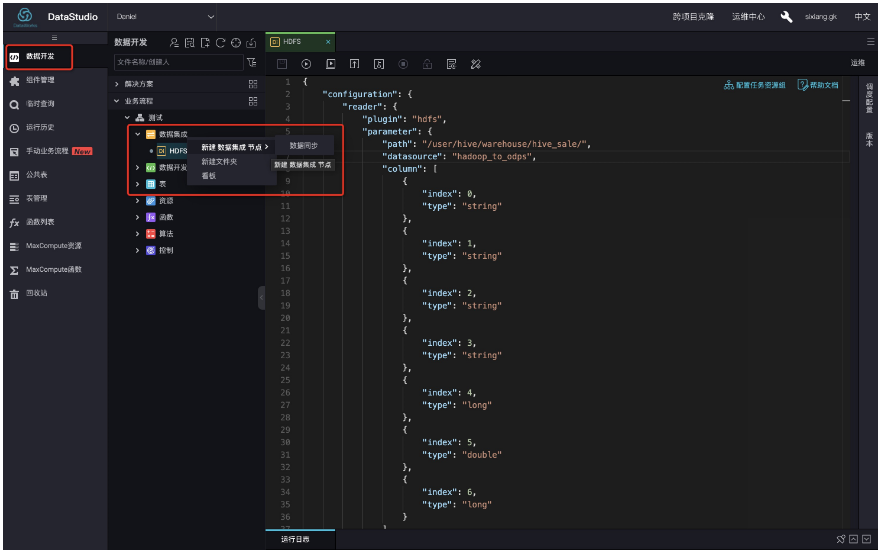 DataStudio
DataStudio
Daniel
跨项目克隆
运维中心
sixiang.gk
中文
数据开发
组件管理
临时查询
运行历史
手动业务流程 New
公共表
表管理
函数列表
MaxCompute资源
MaxCompute函数
回收站
数据开发
文件名称/创建人
解决方案
业务流程
测试
数据集成
DI HDFS
数据开发
表
资源
函数
算法
控制
新建 数据集成 节点 >
新建文件夹
看板
数据同步
新建 数据集成 节点
DI HDFS ×
运维
配置任务资源组
帮助文档
调度配置
版本
1 {
2 "configuration": {
3 "reader": {
4 "plugin": "hdfs",
5 "parameter": {
6 "path": "/user/hive/warehouse/hive_sale/",
7 "datasource": "hadoop_to_odps",
8 "column": [
9 {
10 "index": 0,
11 "type": "string"
12 },
13 {
14 "index": 1,
15 "type": "string"
16 },
17 {
18 "index": 2,
19 "type": "string"
20 },
21 {
22 "index": 3,
23 "type": "string"
24 },
25 {
26 "index": 4,
27 "type": "long"
28 },
29 {
30 "index": 5,
31 "type": "double"
32 },
33 {
34 "index": 6,
35 "type": "long"
36 }
37 ]
运行日志